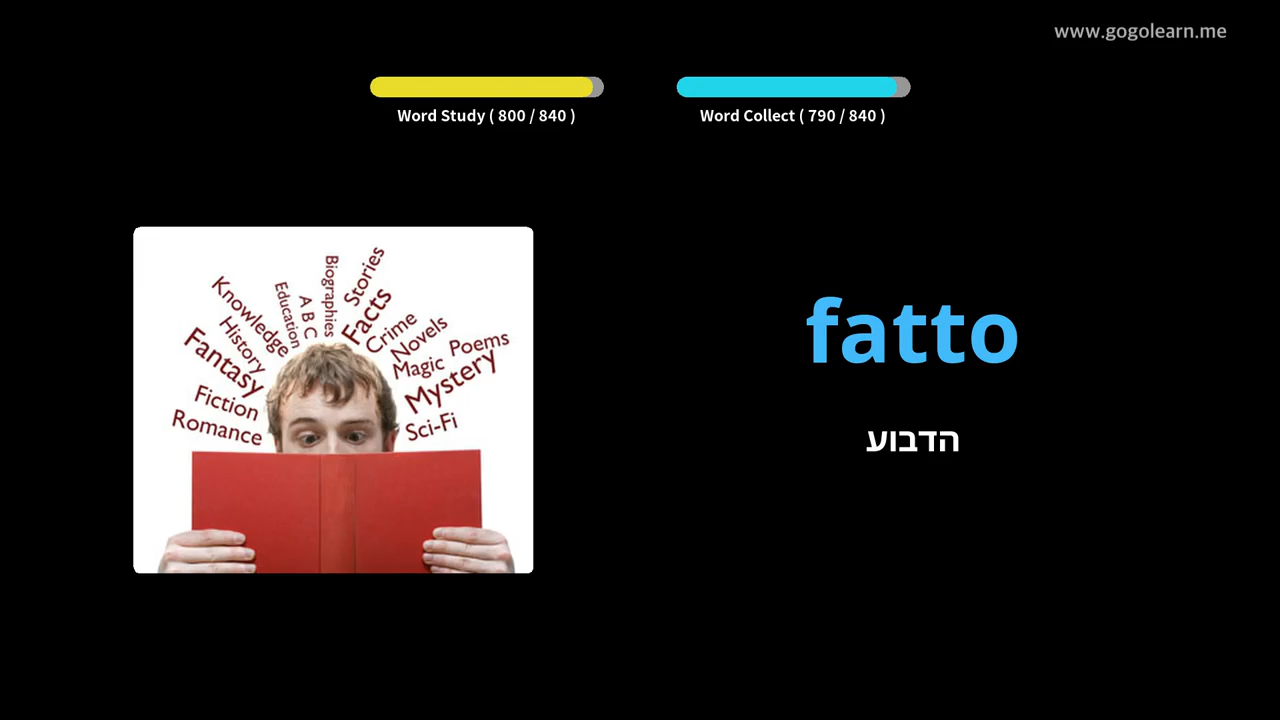 www.gogolearn.me
Word Study ( 800 / 840 )
Word Collect ( 790 / 840 )
Biographies
Stories
Facts
A B C
Education
Knowledge
History
Fantasy
Fiction
Romance
Crime
Novels
Poems
Magic
Mystery
Sci-Fi
fatto
הדבוע